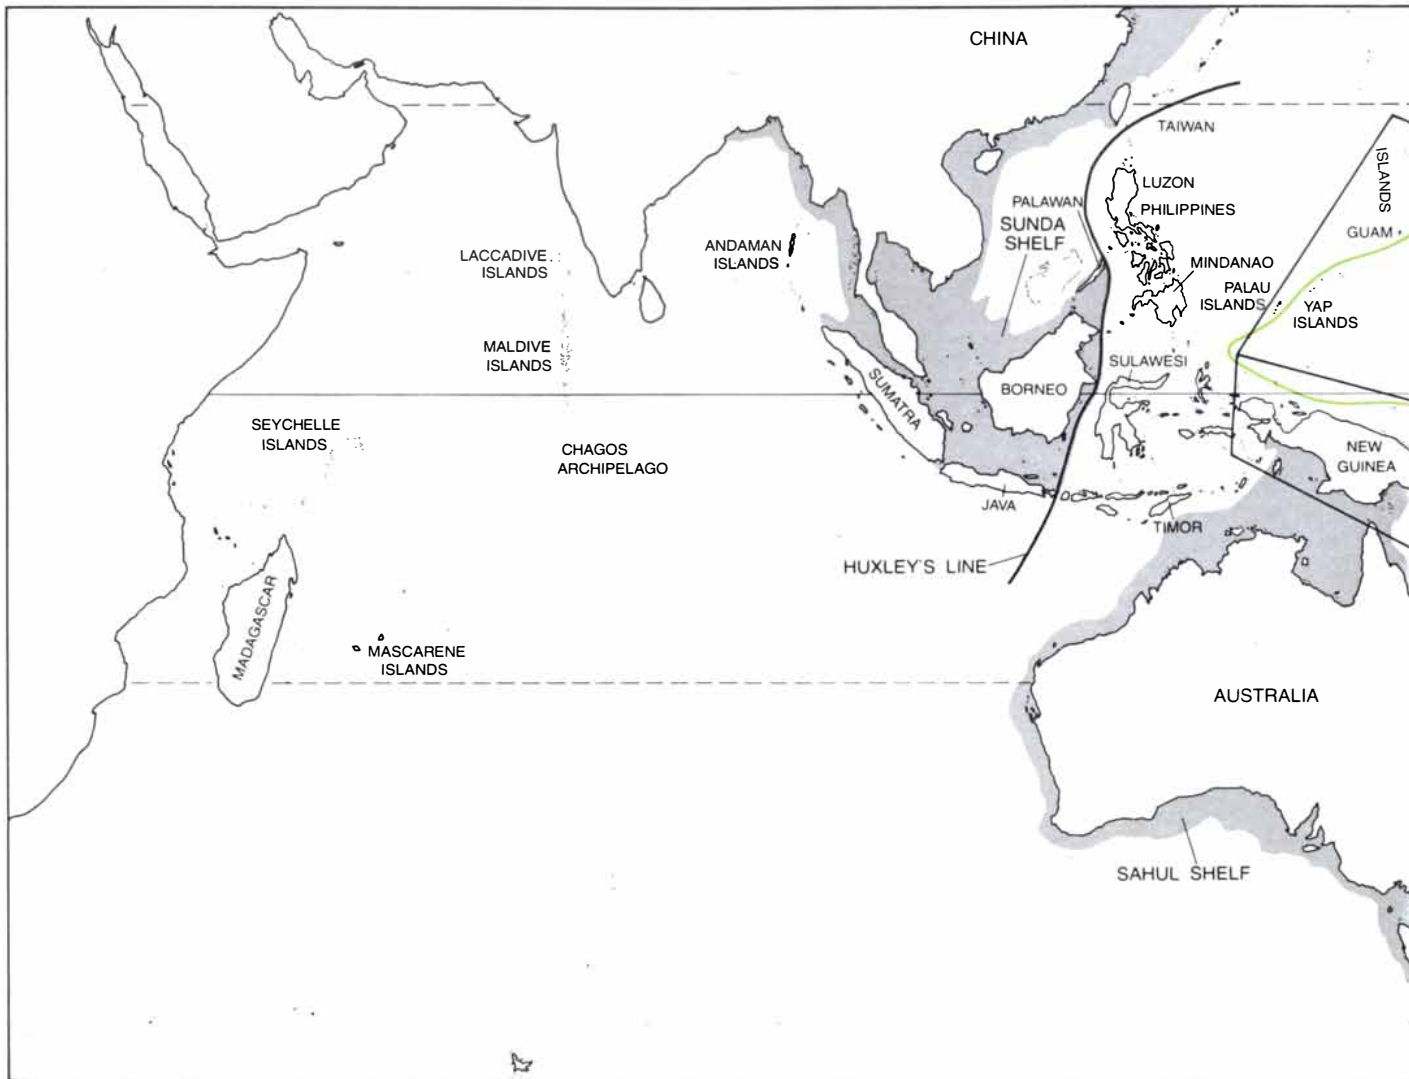 CHINA
TAIWAN
ISLANDS
LUZON
PALAWAN
PHILIPPINES
SUNDA
SHELF
GUAM
LACCADIVE
ISLANDS
ANDAMAN
ISLANDS
MINDANAO
PALAU
ISLANDS
YAP
ISLANDS
MALDIVE
ISLANDS
SULAWESI
SUMATRA
BORNEO
SEYCHELLE
ISLANDS
CHAGOS
ARCHIPELAGO
NEW
GUINEA
JAVA
TIMOR
HUXLEY'S LINE
MADAGASCAR
MASCARENE
ISLANDS
AUSTRALIA
SAHUL SHELF